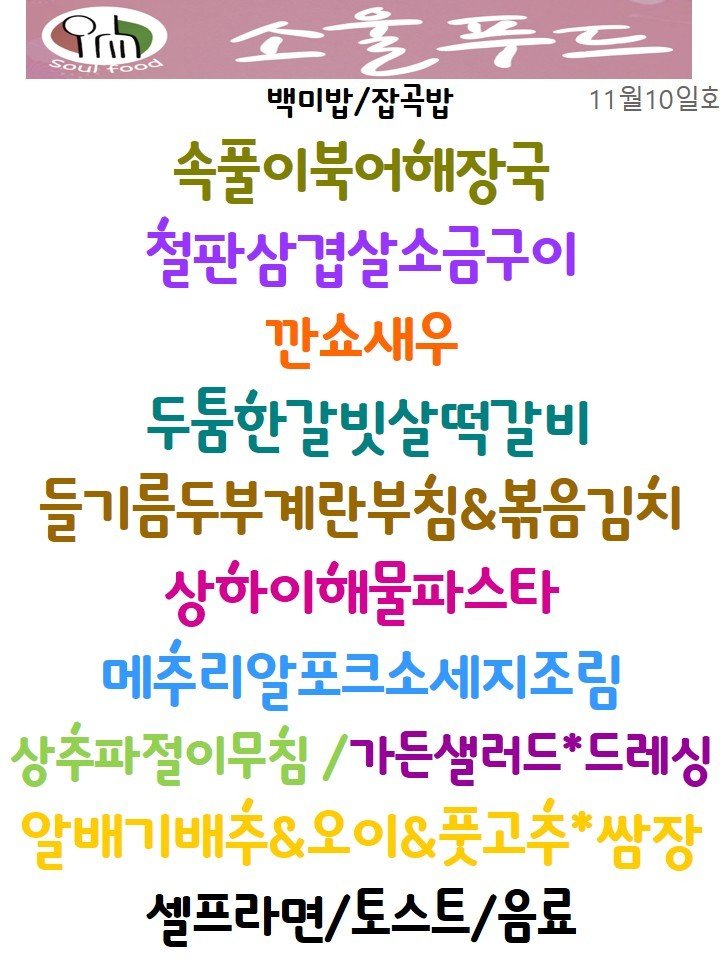 Soul food
소울푸드
백미밥/잡곡밥
11월10일호
속풀이북어해장국
철판삼겹살소금구이
깐쇼새우
두툼한갈빗살떡갈비
들기름두부계란부침&볶음김치
상하이해물파스타
메추리알포크소세지조림
상추파절이무침 /가든샐러드*드레싱
알배기배추&오이&풋고추*쌈장
셀프라면/토스트/음료